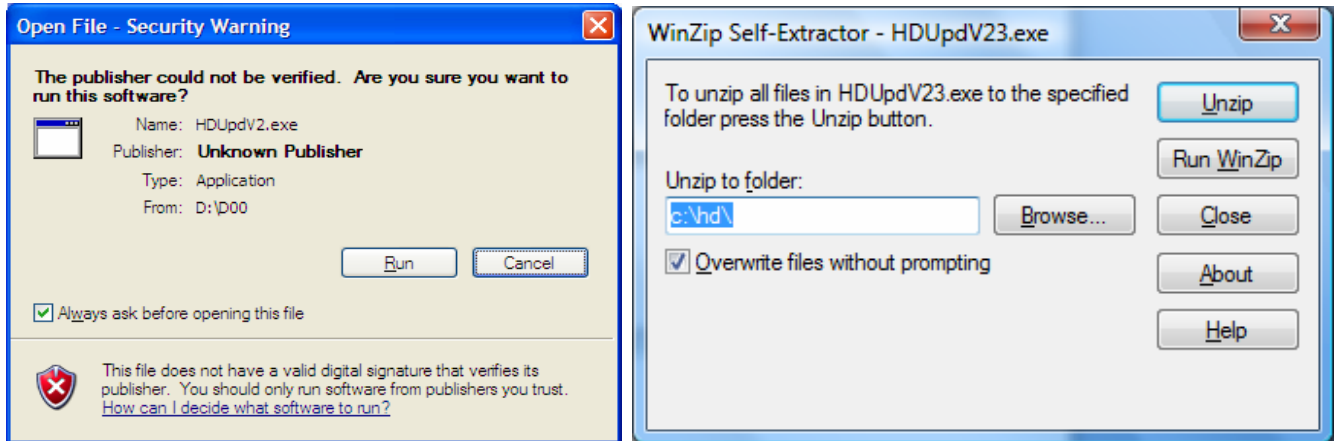 Open File - Security Warning
The publisher could not be verified. Are you sure you want to
run this software?
Name: HDUpdV2.exe
Publisher: Unknown Publisher
Type: Application
From: D:\D00
Run
Cancel
Always ask before opening this file
This file does not have a valid digital signature that verifies its
publisher. You should only run software from publishers you trust.
How can I decide what software to run?
WinZip Self-Extractor - HDUpdV23.exe
To unzip all files in HDUpdV23.exe to the specified
folder press the Unzip button.
Unzip to folder:
c:\hd\
Browse...
Overwrite files without prompting
Unzip
Run WinZip
Close
About
Help